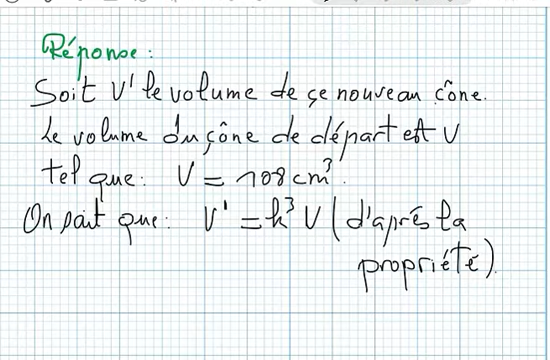 Réponse :
Soit V' le volume de ce nouveau cône.
Le volume du cône de départ est V
tel que : V = 108 cm³.
On sait que : V' = k³ V (d'après la
propriété)